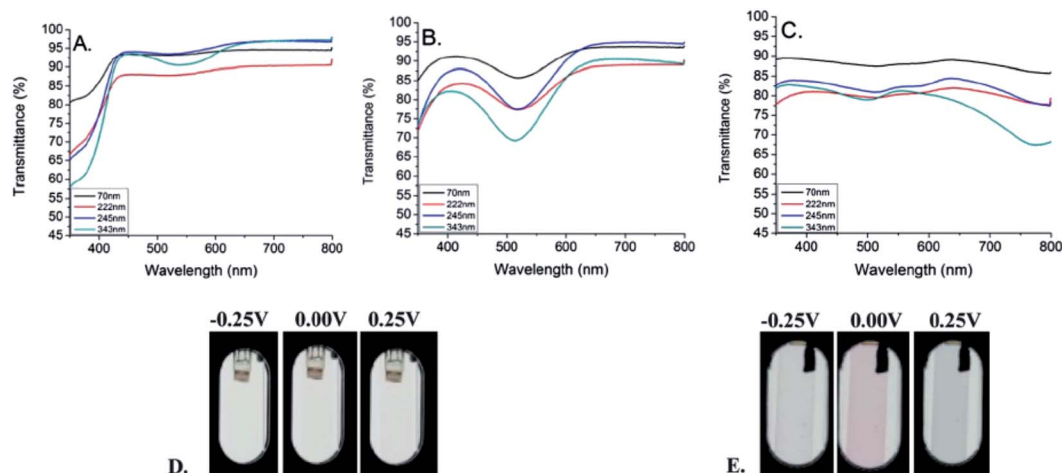 A.
Transmittance (%)
100
95
90
85
80
75
70
65
60
55
50
45
70nm
222nm
245nm
343nm
400 500 600 700 800
Wavelength (nm)
B.
Transmittance (%)
100
95
90
85
80
75
70
65
60
55
50
45
70nm
222nm
245nm
343nm
400 500 600 700 800
Wavelength (nm)
C.
Transmittance (%)
100
95
90
85
80
75
70
65
60
55
50
45
70nm
222nm
245nm
343nm
400 500 600 700 800
Wavelength (nm)
-0.25V 0.00V 0.25V
D.
-0.25V 0.00V 0.25V
E.